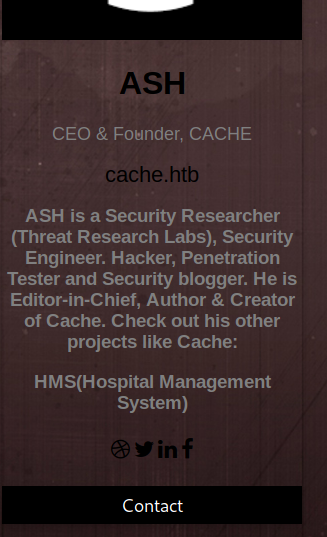 ASH
CEO & Founder, CACHE
cache.htb
ASH is a Security Researcher
(Threat Research Labs), Security
Engineer. Hacker, Penetration
Tester and Security blogger. He is
Editor-in-Chief, Author & Creator
of Cache. Check out his other
projects like Cache:
HMS(Hospital Management
System)
Contact